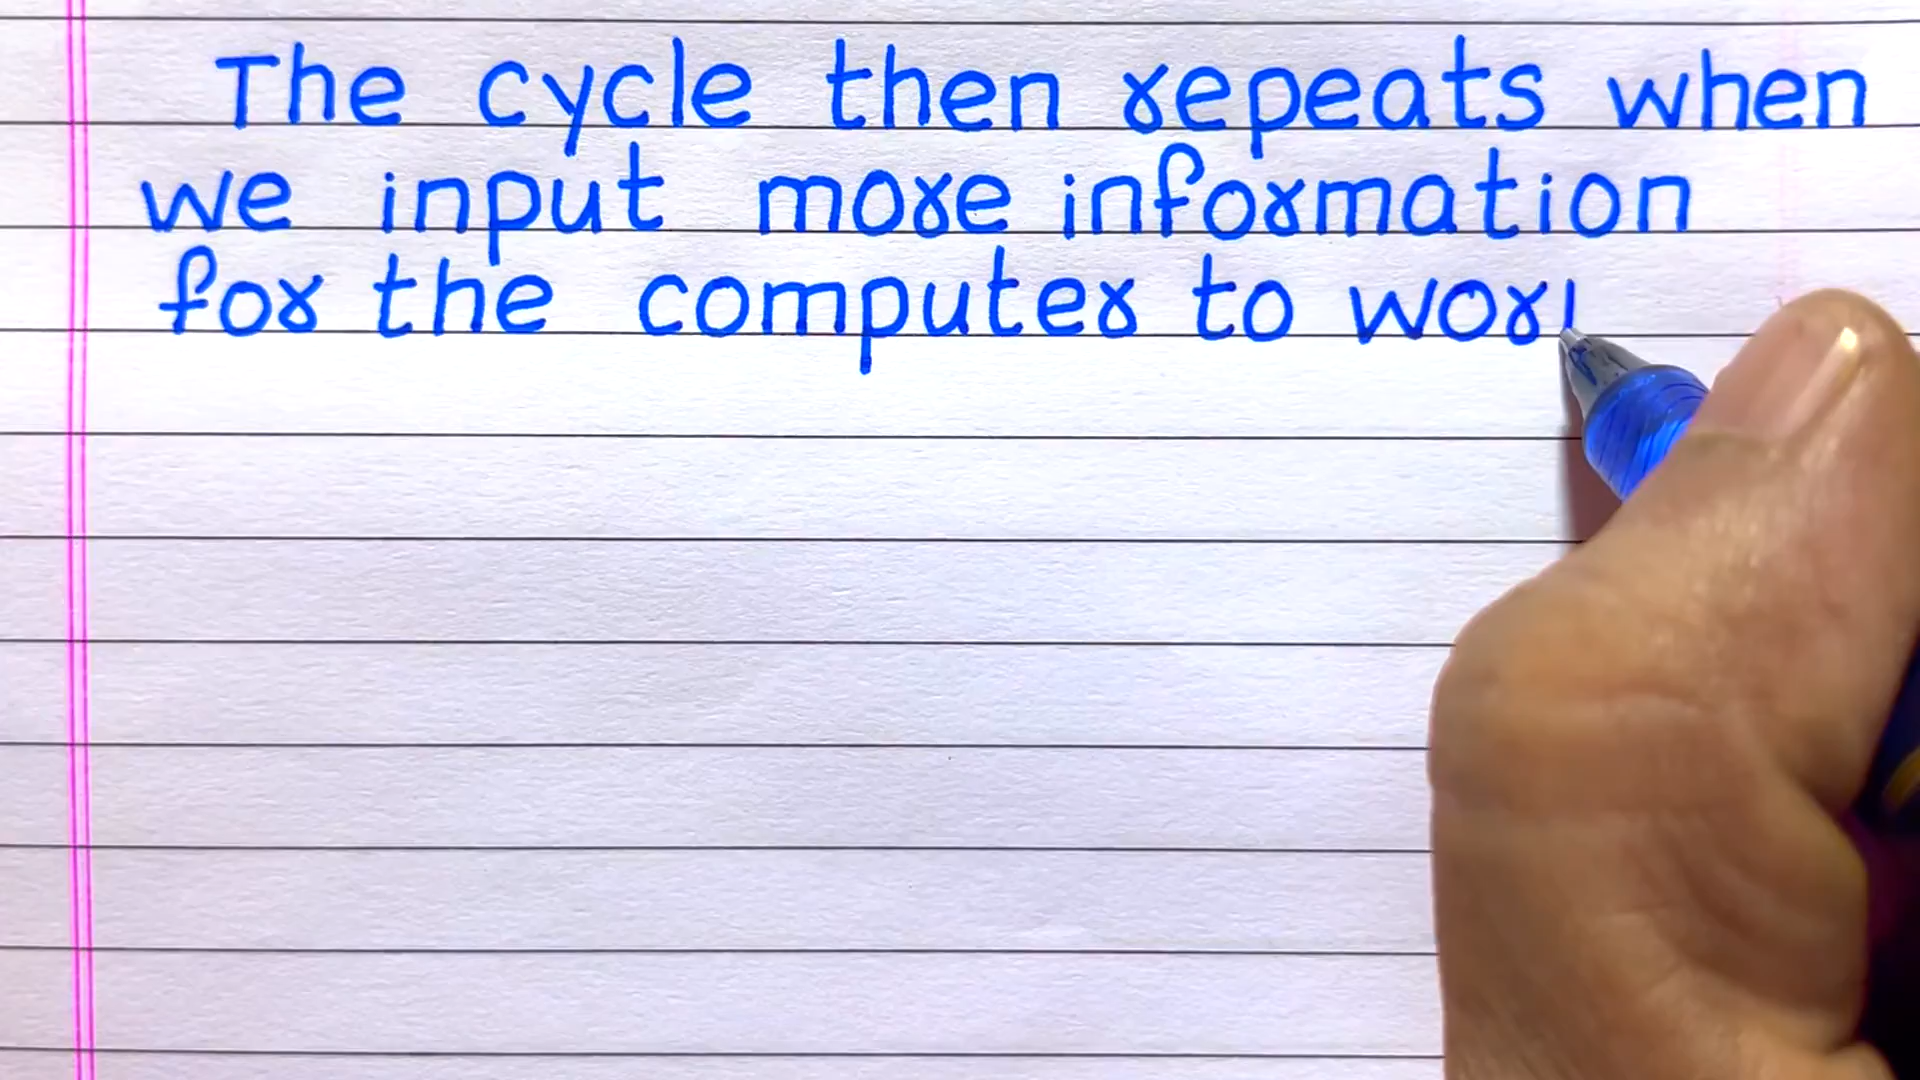 The cycle then repeats when
we input more information
for the computer to wor